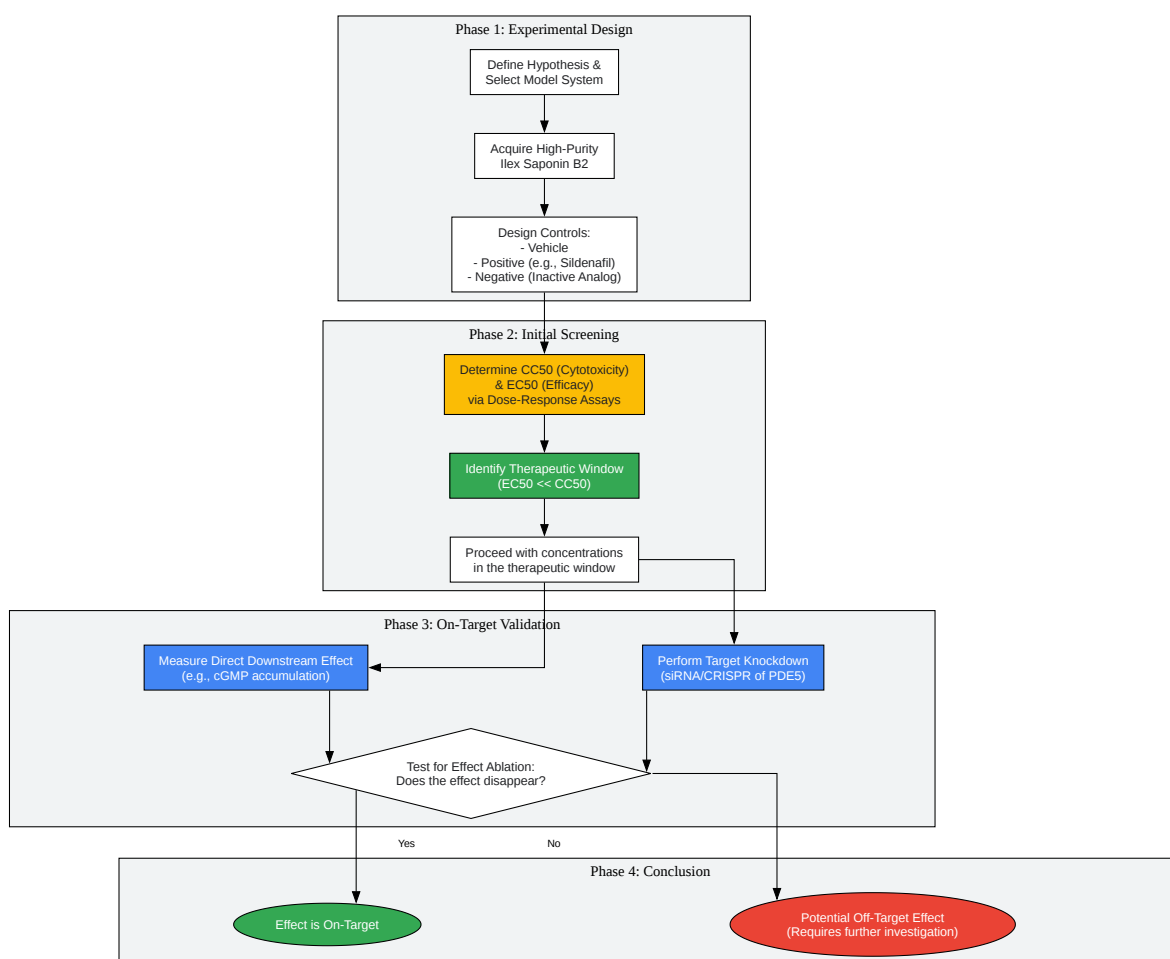 Phase 1: Experimental Design
Define Hypothesis &
Select Model System
Acquire High-Purity
Ilex Saponin B2
Design Controls:
- Vehicle
- Positive (e.g., Sildenafil)
- Negative (Inactive Analog)
Phase 2: Initial Screening
Determine CC50 (Cytotoxicity)
& EC50 (Efficacy)
via Dose-Response Assays
Identify Therapeutic Window
(EC50 << CC50)
Proceed with concentrations
in the therapeutic window
Phase 3: On-Target Validation
Measure Direct Downstream Effect
(e.g., cGMP accumulation)
Perform Target Knockdown
(siRNA/CRISPR of PDE5)
Test for Effect Ablation:
Does the effect disappear?
Yes
No
Phase 4: Conclusion
Effect is On-Target
Potential Off-Target Effect
(Requires further investigation)